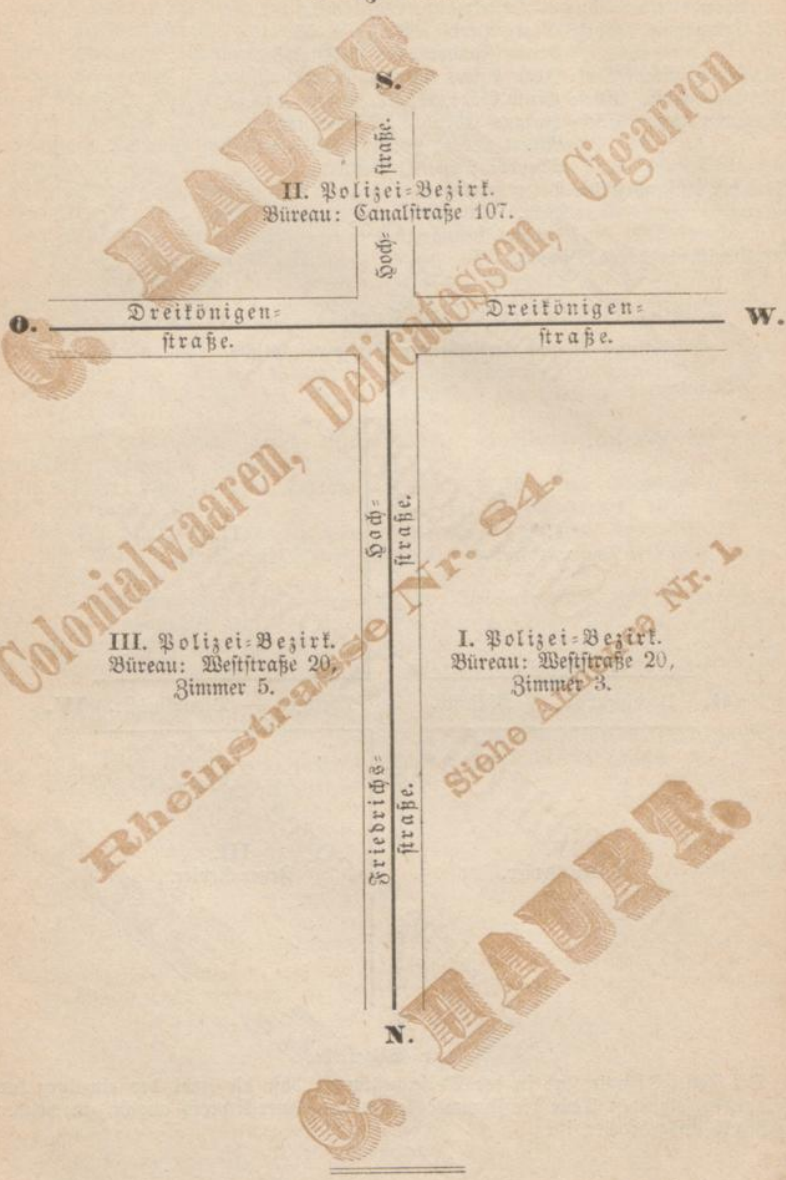 S.
Hoch-
straße.
II. Polizei-Bezirk.
Büreau: Canalstraße 107.
O.
Dreikönigen-
straße.
Dreikönigen-
straße.
W.
Hoch-
straße.
III. Polizei-Bezirk.
Büreau: Weststraße 20,
Zimmer 5.
I. Polizei-Bezirk.
Büreau: Weststraße 20,
Zimmer 3.
Friedrichs-
straße.
N.
C. HAUPT
Colonialwaaren, Delicatessen, Cigarren
Rheinstrasse Nr. 84.
Siehe Annonce Nr. 1
C. HAUPT.